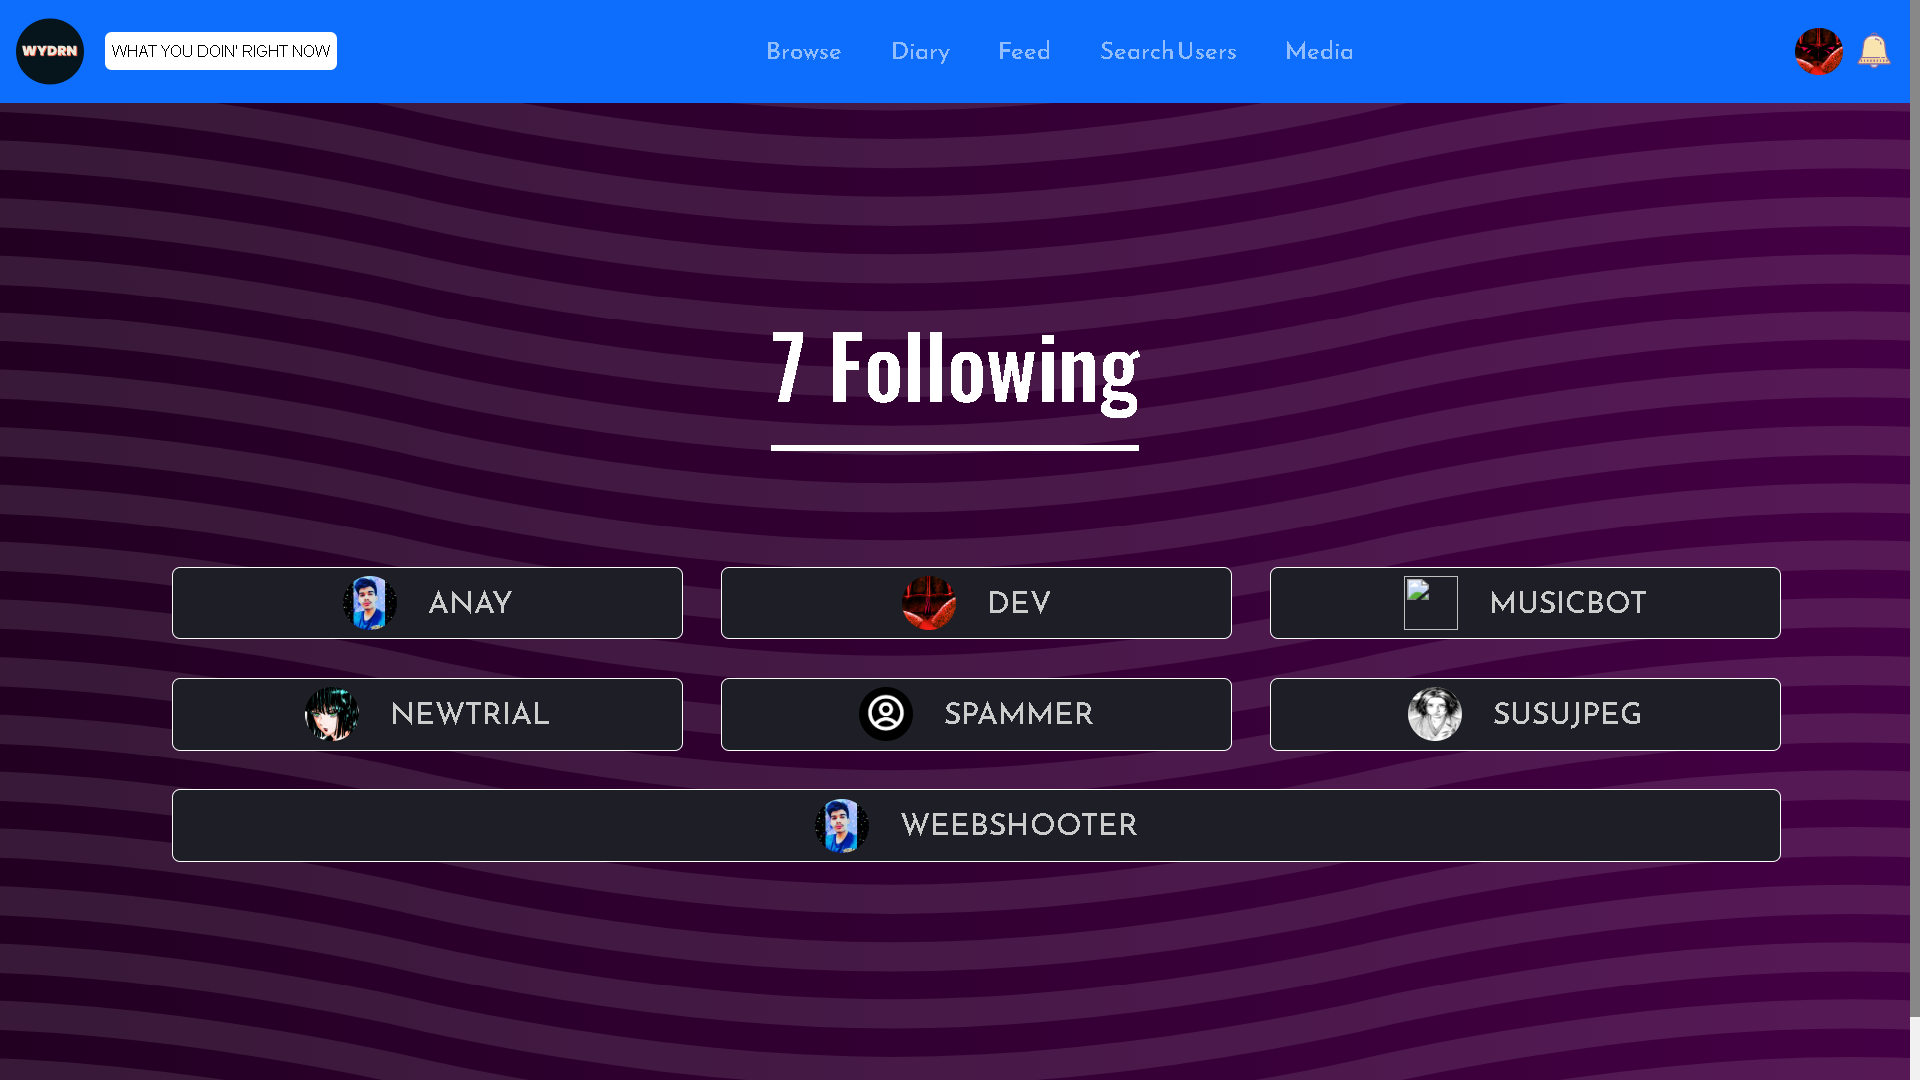 WYDRN
WHAT YOU DOIN' RIGHT NOW
Browse
Diary
Feed
Search Users
Media
7 Following
ANAY
DEV
MUSICBOT
NEWTRIAL
SPAMMER
SUSUJPEG
WEEBSHOOTER